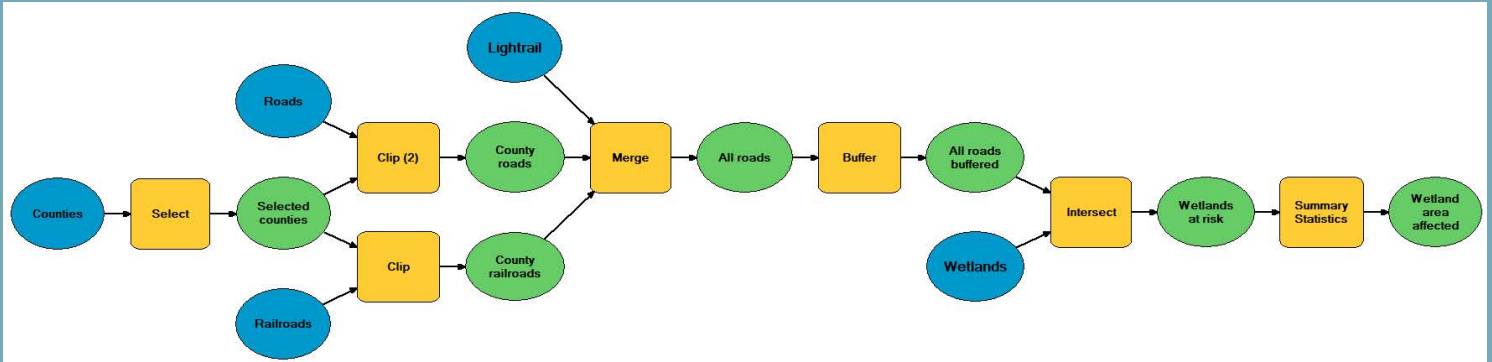 Lightrail
Roads
Clip (2)
County
roads
Merge
All roads
Buffer
All roads
buffered
Counties
Select
Selected
counties
Intersect
Wetlands
at risk
Summary
Statistics
Wetland
area
affected
Clip
County
railroads
Wetlands
Railroads